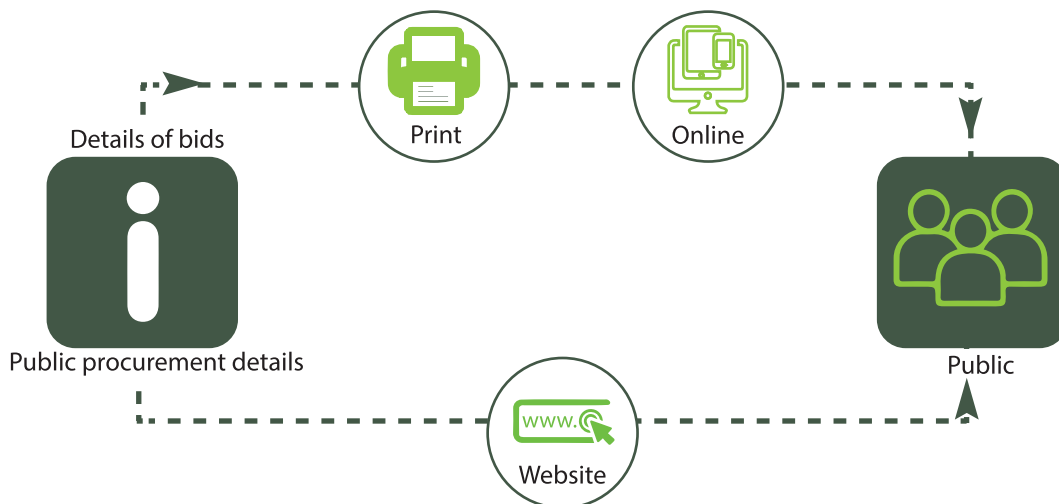 Print
Online
Details of bids
Public procurement details
Public
www.
Website